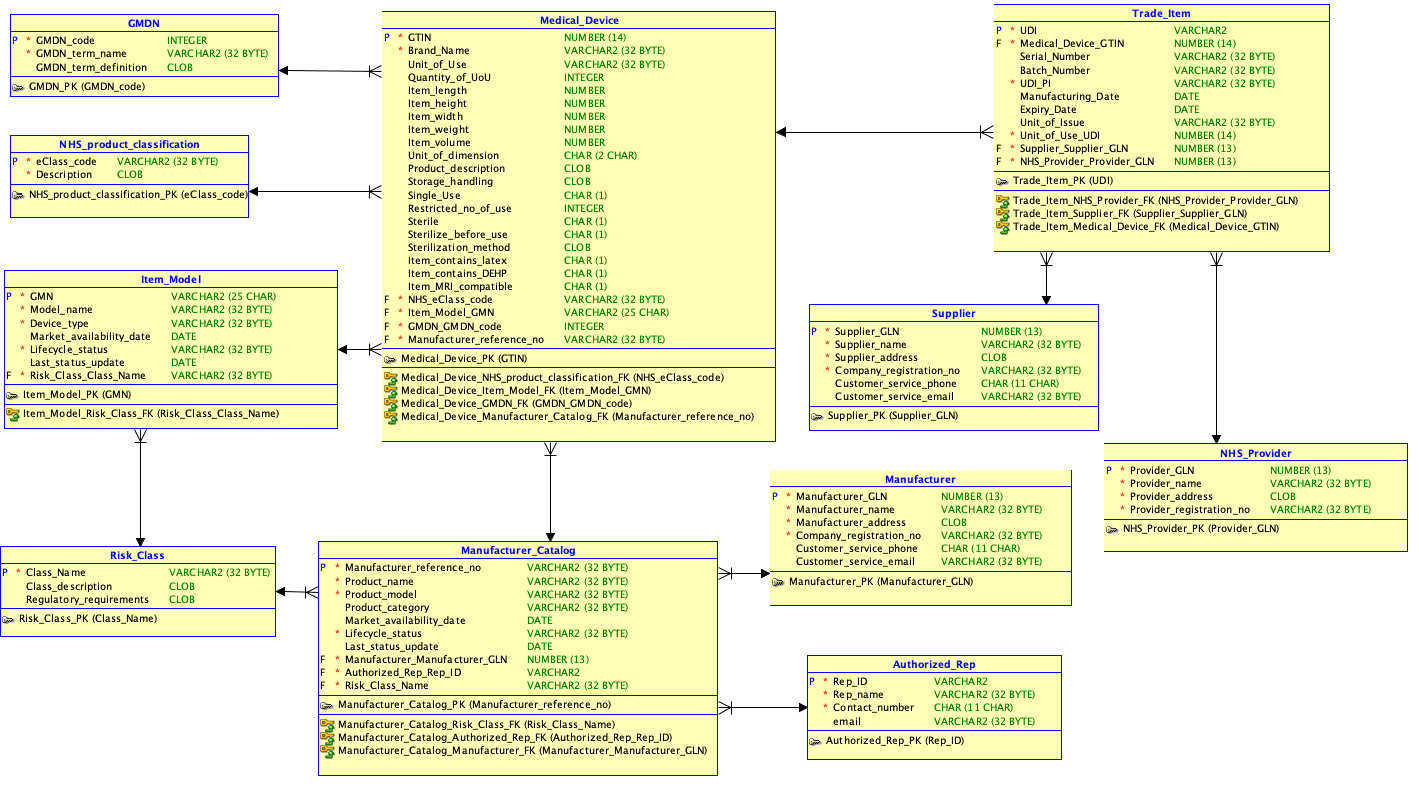 GMDN
P * GMDN_code INTEGER
* GMDN_term_name VARCHAR2 (32 BYTE)
GMDN_term_definition CLOB
GMDN_PK (GMDN_code)
NHS_product_classification
P * eClass_code VARCHAR2 (32 BYTE)
* Description CLOB
NHS_product_classification_PK (eClass_code)
Item_Model
P * GMN VARCHAR2 (25 CHAR)
* Model_name VARCHAR2 (32 BYTE)
* Device_type VARCHAR2 (32 BYTE)
Market_availability_date DATE
* Lifecycle_status VARCHAR2 (32 BYTE)
Last_status_update DATE
F * Risk_Class_Class_Name VARCHAR2 (32 BYTE)
Item_Model_PK (GMN)
Item_Model_Risk_Class_FK (Risk_Class_Class_Name)
Risk_Class
P * Class_Name VARCHAR2 (32 BYTE)
Class_description CLOB
Regulatory_requirements CLOB
Risk_Class_PK (Class_Name)
Medical_Device
P * GTIN NUMBER (14)
* Brand_Name VARCHAR2 (32 BYTE)
Unit_of_Use VARCHAR2 (32 BYTE)
Quantity_of_UoU INTEGER
Item_length NUMBER
Item_height NUMBER
Item_width NUMBER
Item_weight NUMBER
Item_volume NUMBER
Unit_of_dimension CHAR (2 CHAR)
Product_description CLOB
Storage_handling CLOB
Single_Use CHAR (1)
Restricted_no_of_use INTEGER
Sterile CHAR (1)
Sterilize_before_use CHAR (1)
Sterilization_method CLOB
Item_contains_latex CHAR (1)
Item_contains_DEHP CHAR (1)
Item_MRI_compatible CHAR (1)
F * NHS_eClass_code VARCHAR2 (32 BYTE)
F * Item_Model_GMN VARCHAR2 (25 CHAR)
F * GMDN_GMDN_code INTEGER
F * Manufacturer_reference_no VARCHAR2 (32 BYTE)
Medical_Device_PK (GTIN)
Medical_Device_NHS_product_classification_FK (NHS_eClass_code)
Medical_Device_Item_Model_FK (Item_Model_GMN)
Medical_Device_GMDN_FK (GMDN_GMDN_code)
Medical_Device_Manufacturer_Catalog_FK (Manufacturer_reference_no)
Manufacturer_Catalog
P * Manufacturer_reference_no VARCHAR2 (32 BYTE)
* Product_name VARCHAR2 (32 BYTE)
* Product_model VARCHAR2 (32 BYTE)
Product_category VARCHAR2 (32 BYTE)
Market_availability_date DATE
* Lifecycle_status VARCHAR2 (32 BYTE)
Last_status_update DATE
F * Manufacturer_Manufacturer_GLN NUMBER (13)
F * Authorized_Rep_Rep_ID VARCHAR2
F * Risk_Class_Name VARCHAR2 (32 BYTE)
Manufacturer_Catalog_PK (Manufacturer_reference_no)
Manufacturer_Catalog_Risk_Class_FK (Risk_Class_Name)
Manufacturer_Catalog_Authorized_Rep_FK (Authorized_Rep_Rep_ID)
Manufacturer_Catalog_Manufacturer_FK (Manufacturer_Manufacturer_GLN)
Trade_Item
P * UDI VARCHAR2
F * Medical_Device_GTIN NUMBER (14)
Serial_Number VARCHAR2 (32 BYTE)
Batch_Number VARCHAR2 (32 BYTE)
* UDI_PI VARCHAR2 (32 BYTE)
Manufacturing_Date DATE
Expiry_Date DATE
Unit_of_Issue VARCHAR2 (32 BYTE)
* Unit_of_Use_UDI NUMBER (14)
F * Supplier_Supplier_GLN NUMBER (13)
F * NHS_Provider_Provider_GLN NUMBER (13)
Trade_Item_PK (UDI)
Trade_Item_NHS_Provider_FK (NHS_Provider_Provider_GLN)
Trade_Item_Supplier_FK (Supplier_Supplier_GLN)
Trade_Item_Medical_Device_FK (Medical_Device_GTIN)
Supplier
P * Supplier_GLN NUMBER (13)
* Supplier_name VARCHAR2 (32 BYTE)
* Supplier_address CLOB
* Company_registration_no VARCHAR2 (32 BYTE)
Customer_service_phone CHAR (11 CHAR)
Customer_service_email VARCHAR2 (32 BYTE)
Supplier_PK (Supplier_GLN)
NHS_Provider
P * Provider_GLN NUMBER (13)
* Provider_name VARCHAR2 (32 BYTE)
* Provider_address CLOB
* Provider_registration_no VARCHAR2 (32 BYTE)
NHS_Provider_PK (Provider_GLN)
Manufacturer
P * Manufacturer_GLN NUMBER (13)
* Manufacturer_name VARCHAR2 (32 BYTE)
* Manufacturer_address CLOB
* Company_registration_no VARCHAR2 (32 BYTE)
Customer_service_phone CHAR (11 CHAR)
Customer_service_email VARCHAR2 (32 BYTE)
Manufacturer_PK (Manufacturer_GLN)
Authorized_Rep
P * Rep_ID VARCHAR2
* Rep_name VARCHAR2 (32 BYTE)
* Contact_number CHAR (11 CHAR)
email VARCHAR2 (32 BYTE)
Authorized_Rep_PK (Rep_ID)